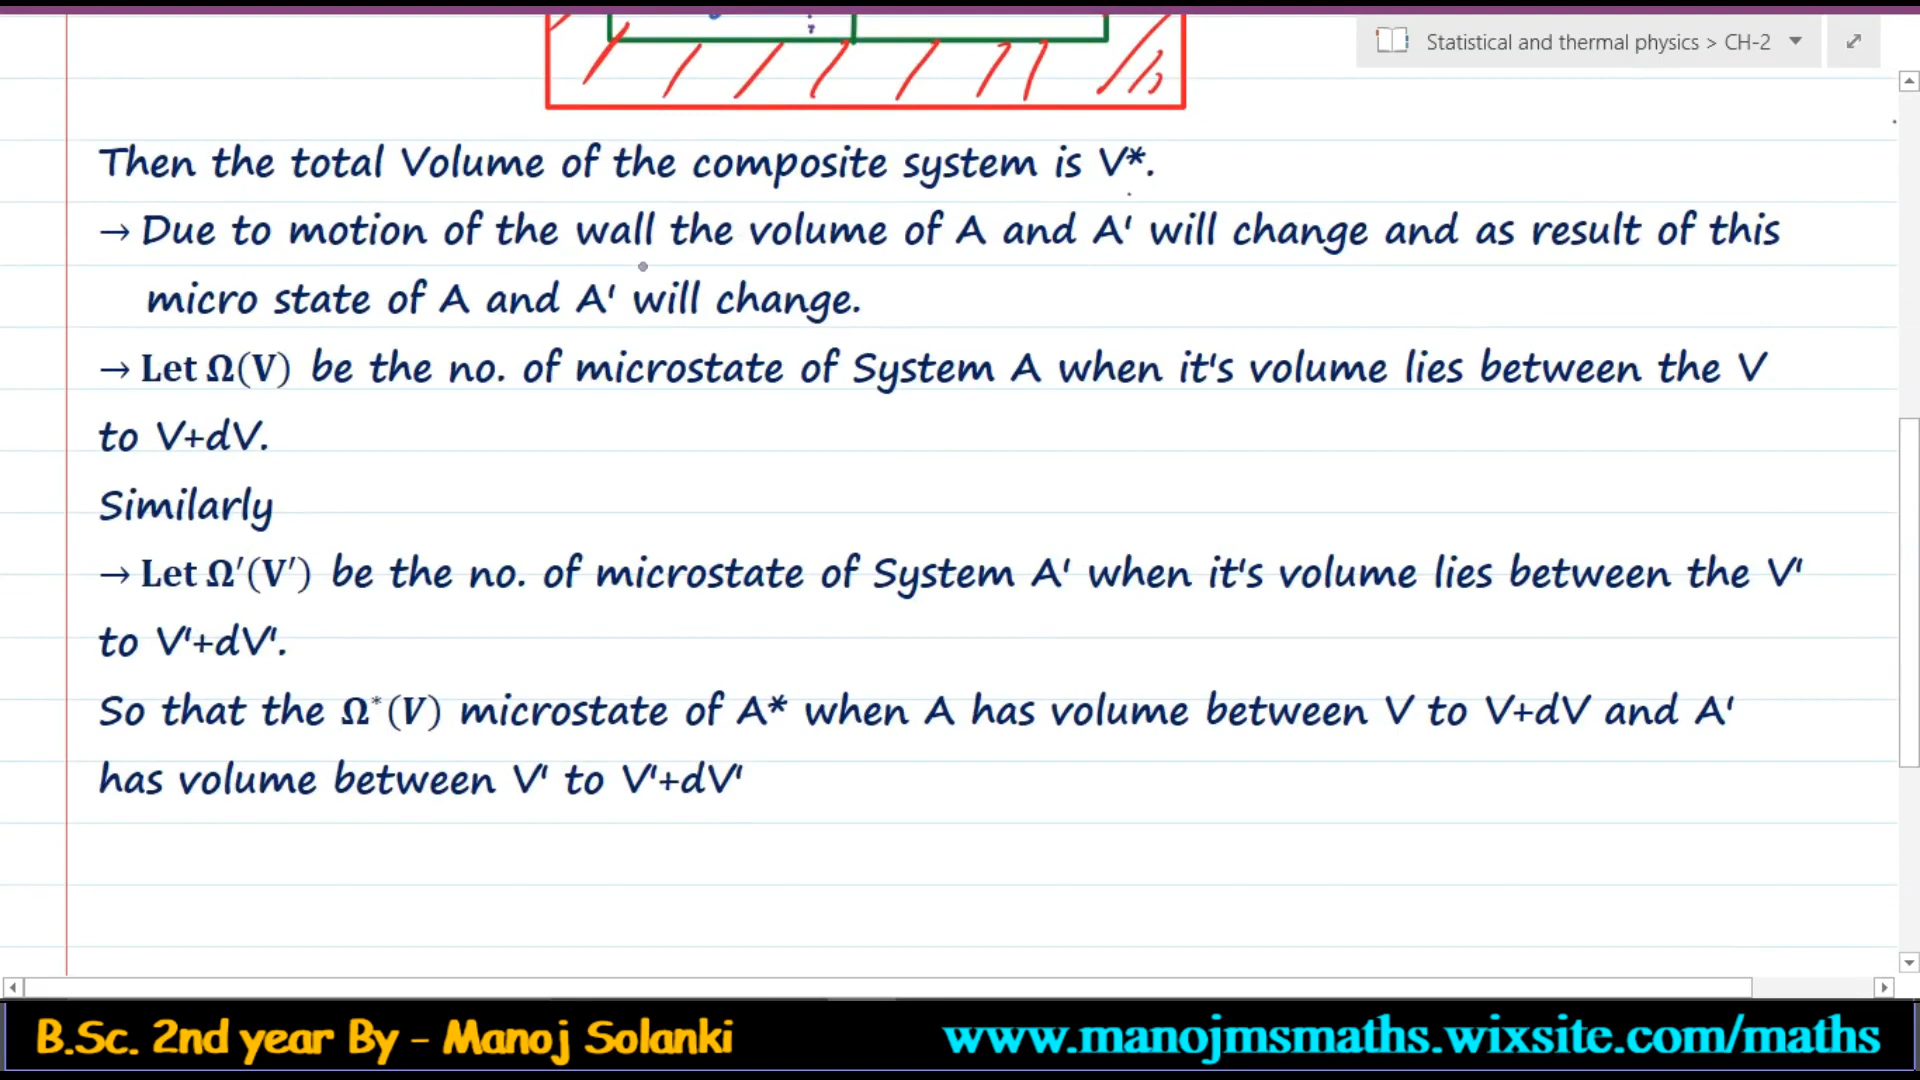 Statistical and thermal physics > CH-2
Then the total Volume of the composite system is V*.
→ Due to motion of the wall the volume of A and A' will change and as result of this
micro state of A and A' will change.
→ Let Ω(V) be the no. of microstate of System A when it's volume lies between the V
to V+dV.
Similarly
→ Let Ω′(V′) be the no. of microstate of System A' when it's volume lies between the V'
to V'+dV'.
So that the Ω*(V) microstate of A* when A has volume between V to V+dV and A'
has volume between V' to V'+dV'
B.Sc. 2nd year By - Manoj Solanki
www.manojmsmaths.wixsite.com/maths